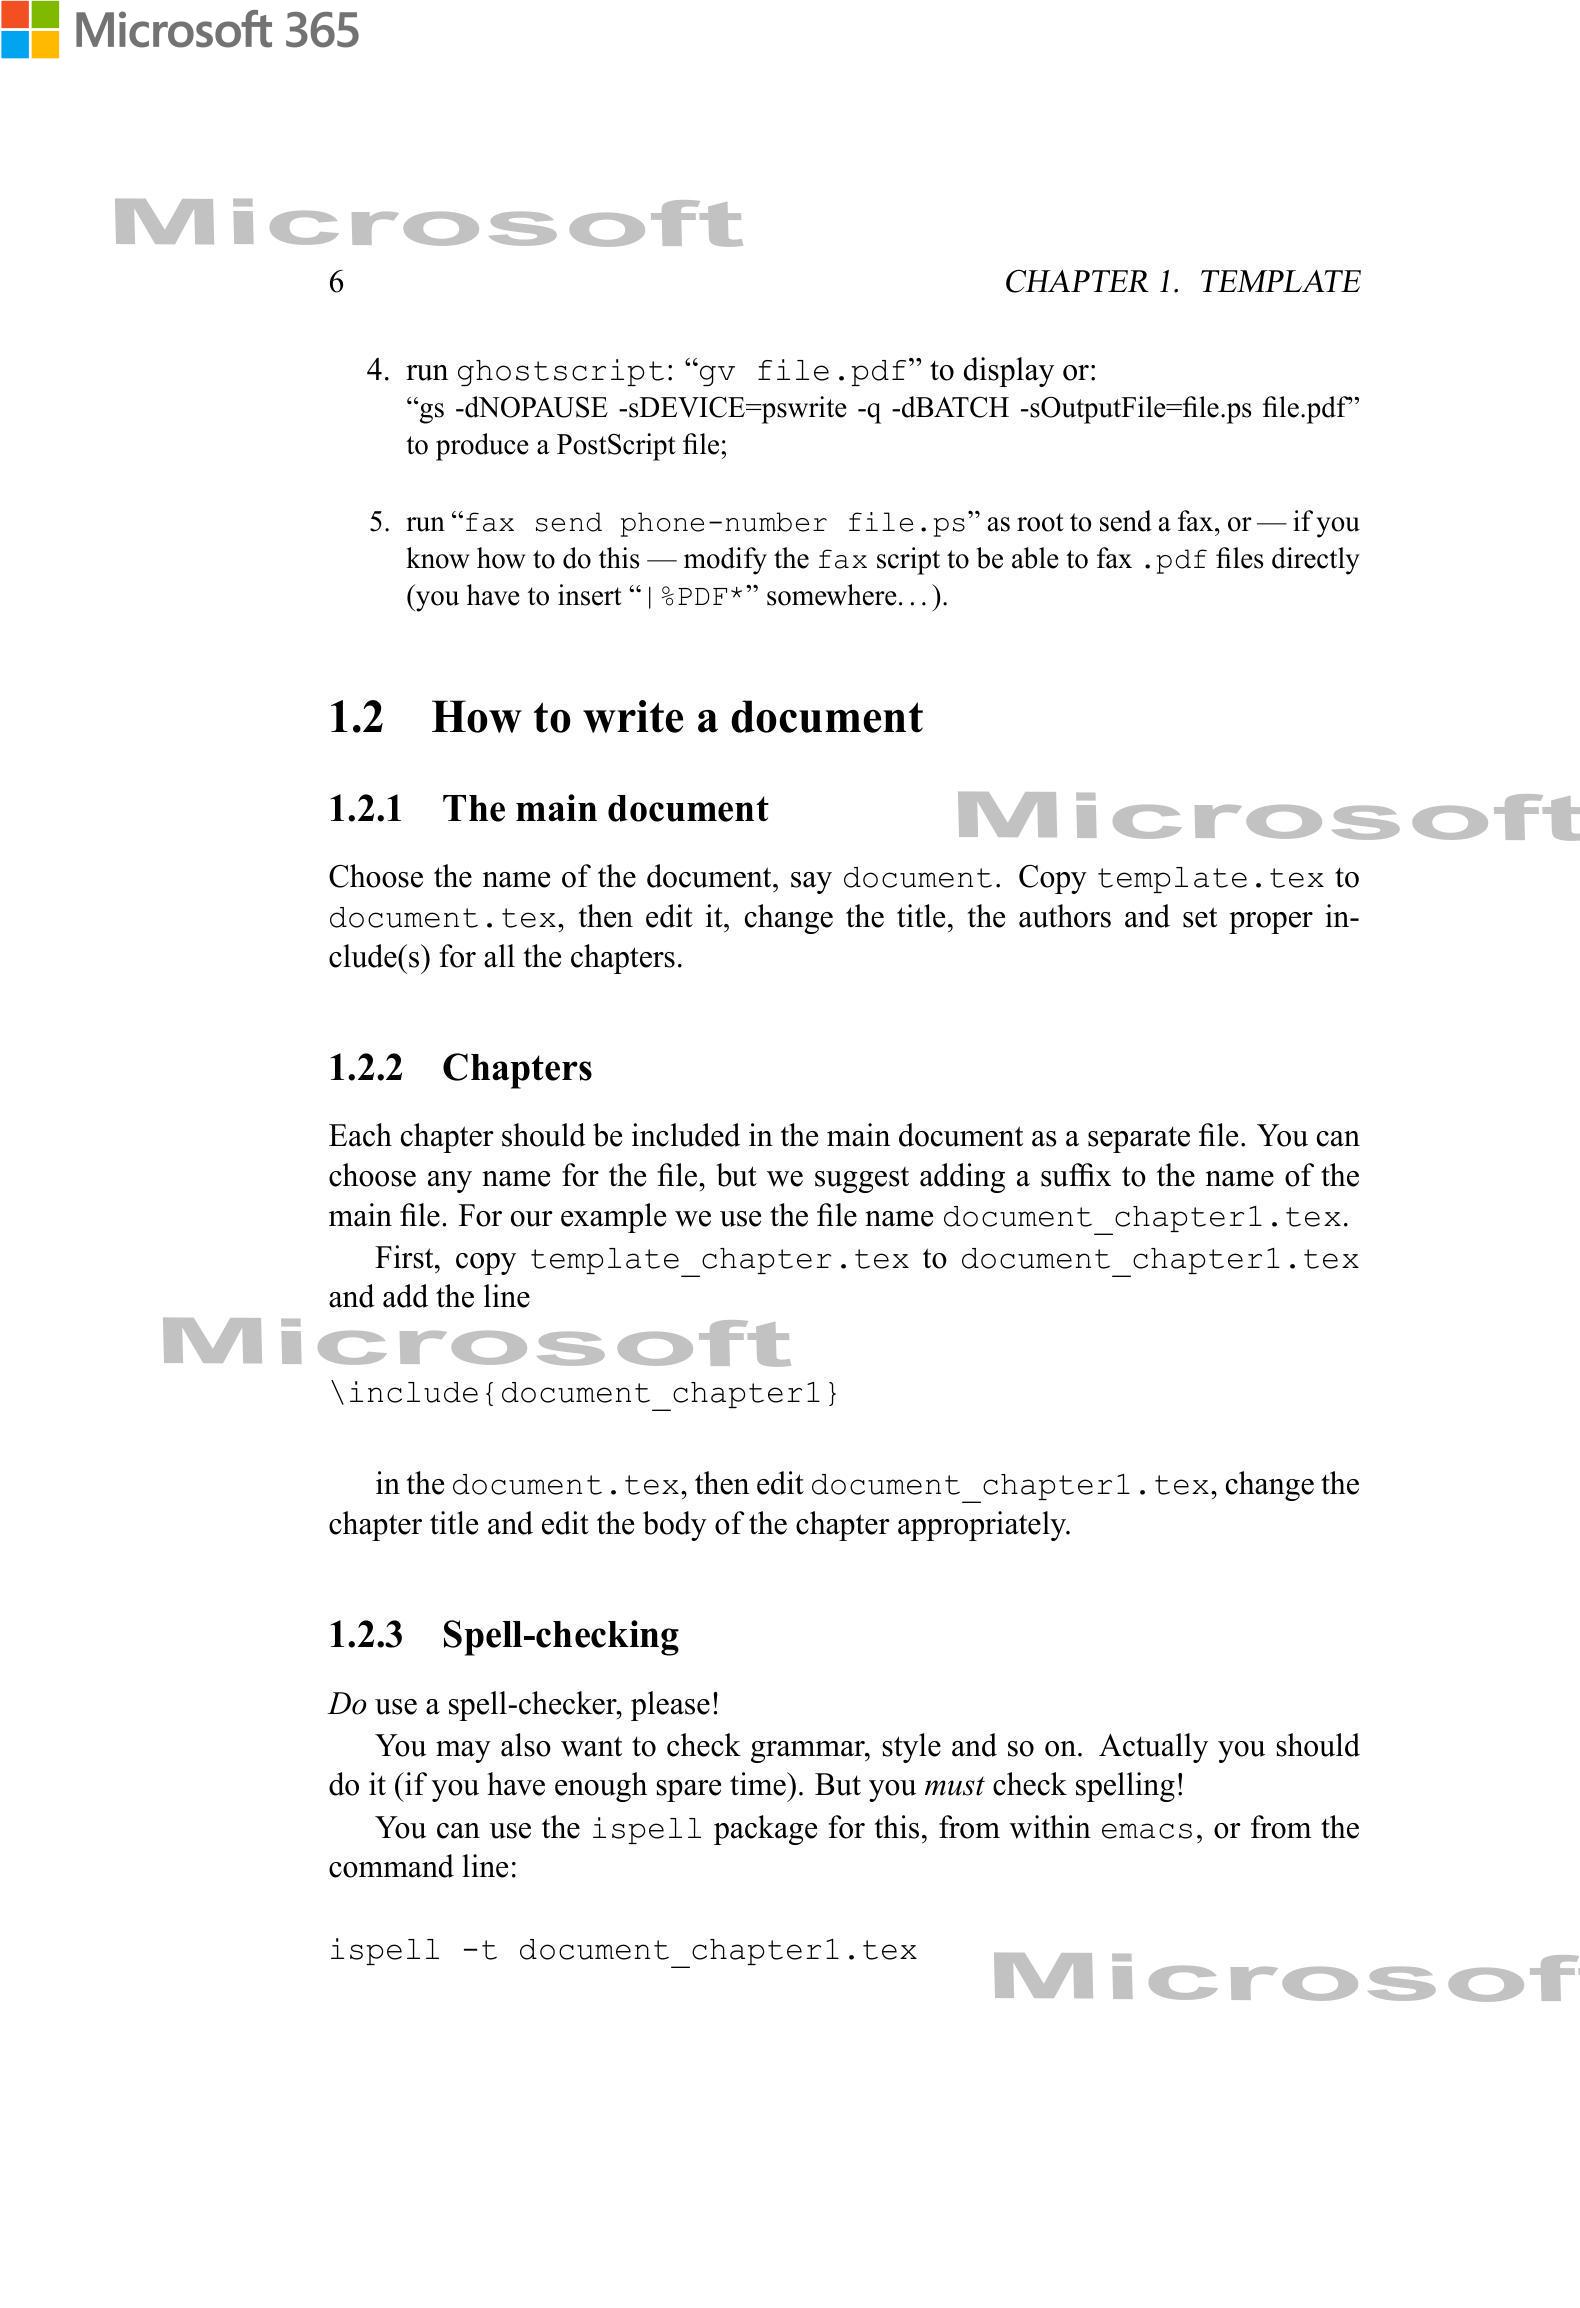 Microsoft 365
Microsoft
6 CHAPTER 1. TEMPLATE
4. run ghostscript: “gv file.pdf” to display or:
“gs -dNOPAUSE -sDEVICE=pswrite -q -dBATCH -sOutputFile=file.ps file.pdf”
to produce a PostScript file;
5. run “fax send phone-number file.ps” as root to send a fax, or — if you
know how to do this — modify the fax script to be able to fax .pdf files directly
(you have to insert “|%PDF*” somewhere...).
1.2 How to write a document
1.2.1 The main document
Microsoft
Choose the name of the document, say document. Copy template.tex to
document.tex, then edit it, change the title, the authors and set proper in-
clude(s) for all the chapters.
1.2.2 Chapters
Each chapter should be included in the main document as a separate file. You can
choose any name for the file, but we suggest adding a suffix to the name of the
main file. For our example we use the file name document_chapter1.tex.
First, copy template_chapter.tex to document_chapter1.tex
and add the line
Microsoft
\include{document_chapter1}
in the document.tex, then edit document_chapter1.tex, change the
chapter title and edit the body of the chapter appropriately.
1.2.3 Spell-checking
Do use a spell-checker, please!
You may also want to check grammar, style and so on. Actually you should
do it (if you have enough spare time). But you must check spelling!
You can use the ispell package for this, from within emacs, or from the
command line:
ispell -t document_chapter1.tex
Microsof